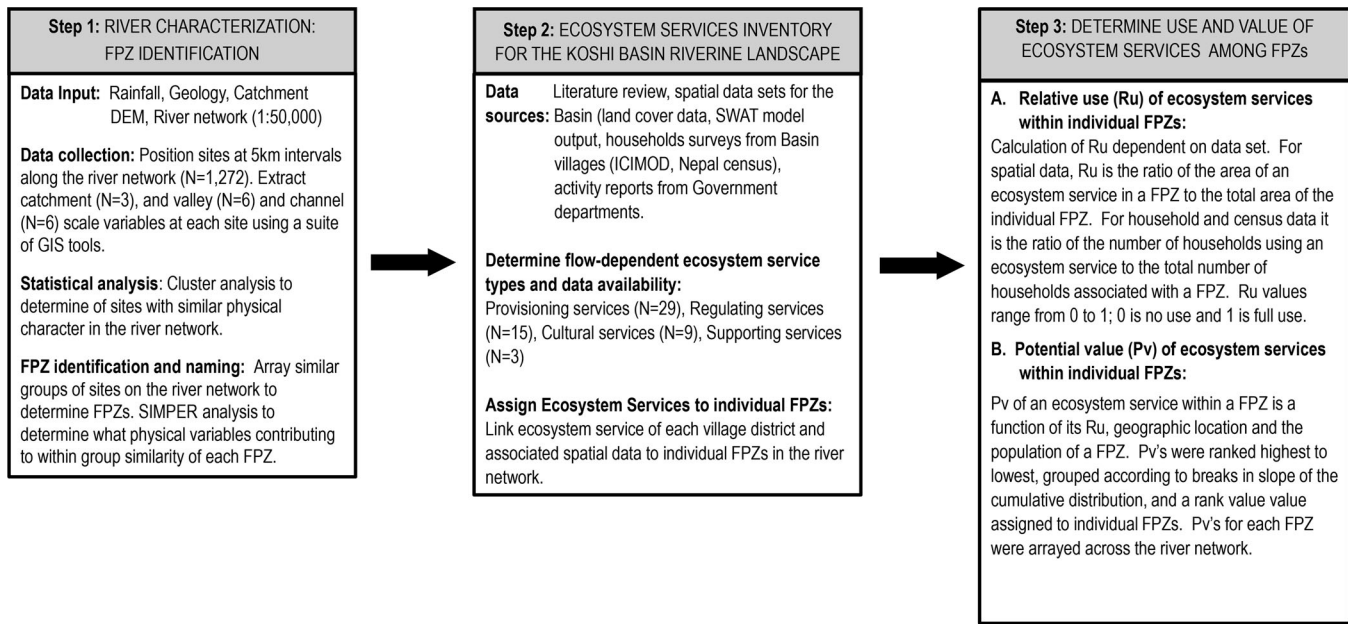 Step 1: RIVER CHARACTERIZATION:
FPZ IDENTIFICATION
Data Input: Rainfall, Geology, Catchment
DEM, River network (1:50,000)
Data collection: Position sites at 5km intervals
along the river network (N=1,272). Extract
catchment (N=3), and valley (N=6) and channel
(N=6) scale variables at each site using a suite
of GIS tools.
Statistical analysis: Cluster analysis to
determine of sites with similar physical
character in the river network.
FPZ identification and naming: Array similar
groups of sites on the river network to
determine FPZs. SIMPER analysis to
determine what physical variables contributing
to within group similarity of each FPZ.
Step 2: ECOSYSTEM SERVICES INVENTORY
FOR THE KOSHI BASIN RIVERINE LANDSCAPE
Data Literature review, spatial data sets for the
sources: Basin (land cover data, SWAT model
output, households surveys from Basin
villages (ICIMOD, Nepal census),
activity reports from Government
departments.
Determine flow-dependent ecosystem service
types and data availability:
Provisioning services (N=29), Regulating services
(N=15), Cultural services (N=9), Supporting services
(N=3)
Assign Ecosystem Services to individual FPZs:
Link ecosystem service of each village district and
associated spatial data to individual FPZs in the river
network.
Step 3: DETERMINE USE AND VALUE OF
ECOSYSTEM SERVICES AMONG FPZs
A. Relative use (Ru) of ecosystem services
within individual FPZs:
Calculation of Ru dependent on data set. For
spatial data, Ru is the ratio of the area of an
ecosystem service in a FPZ to the total area of the
individual FPZ. For household and census data it
is the ratio of the number of households using an
ecosystem service to the total number of
households associated with a FPZ. Ru values
range from 0 to 1; 0 is no use and 1 is full use.
B. Potential value (Pv) of ecosystem services
within individual FPZs:
Pv of an ecosystem service within a FPZ is a
function of its Ru, geographic location and the
population of a FPZ. Pv's were ranked highest to
lowest, grouped according to breaks in slope of the
cumulative distribution, and a rank value value
assigned to individual FPZs. Pv's for each FPZ
were arrayed across the river network.